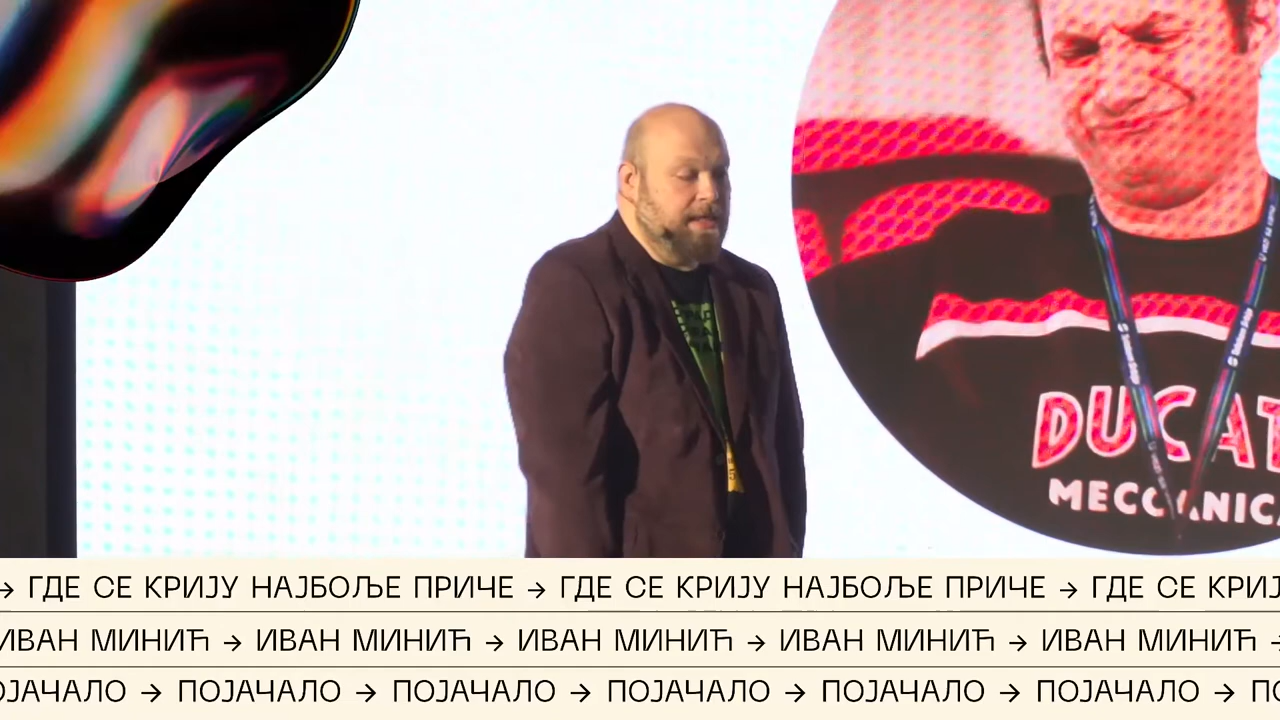 DUCAT
MECCANICA
→ ГДЕ СЕ КРИЈУ НАЈБОЉЕ ПРИЧЕ → ГДЕ СЕ КРИЈУ НАЈБОЉЕ ПРИЧЕ → ГДЕ СЕ КРИЈ
ИВАН МИНИЋ → ИВАН МИНИЋ → ИВАН МИНИЋ → ИВАН МИНИЋ → ИВАН МИНИЋ →
ОЈАЧАЛО → ПОЈАЧАЛО → ПОЈАЧАЛО → ПОЈАЧАЛО → ПОЈАЧАЛО → ПОЈАЧАЛО → ПО